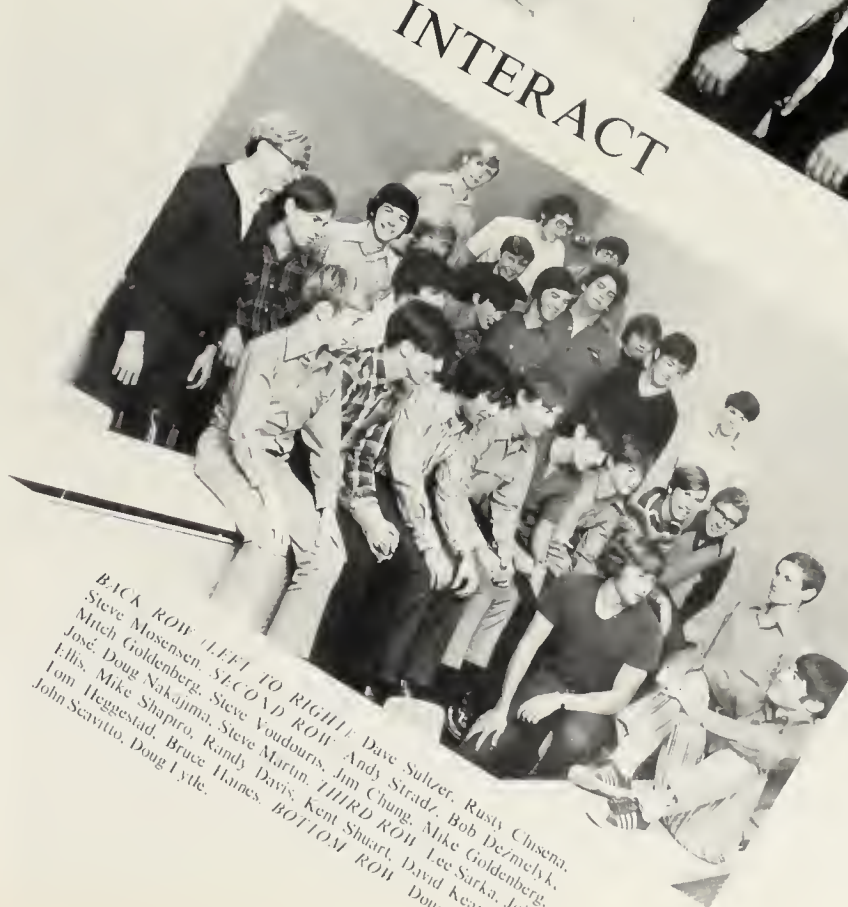 INTERACT
BACK ROW (LEFT TO RIGHT): Dave Sultzer, Rusty Chisena,
Steve Mosensen. SECOND ROW Andy Stradz, Bob Dezmelyk,
Mitch Goldenberg, Steve Voudouris, Jim Chung, Mike Goldenberg,
José, Doug Nakajima, Steve Martin. THIRD ROW Lee Sarka,
Ellis, Mike Shapiro, Randy Davis, Kent Shuart, David
Tom Heggestad, Bruce Haines. BOTTOM ROW
John Scavitto, Doug Lytle.